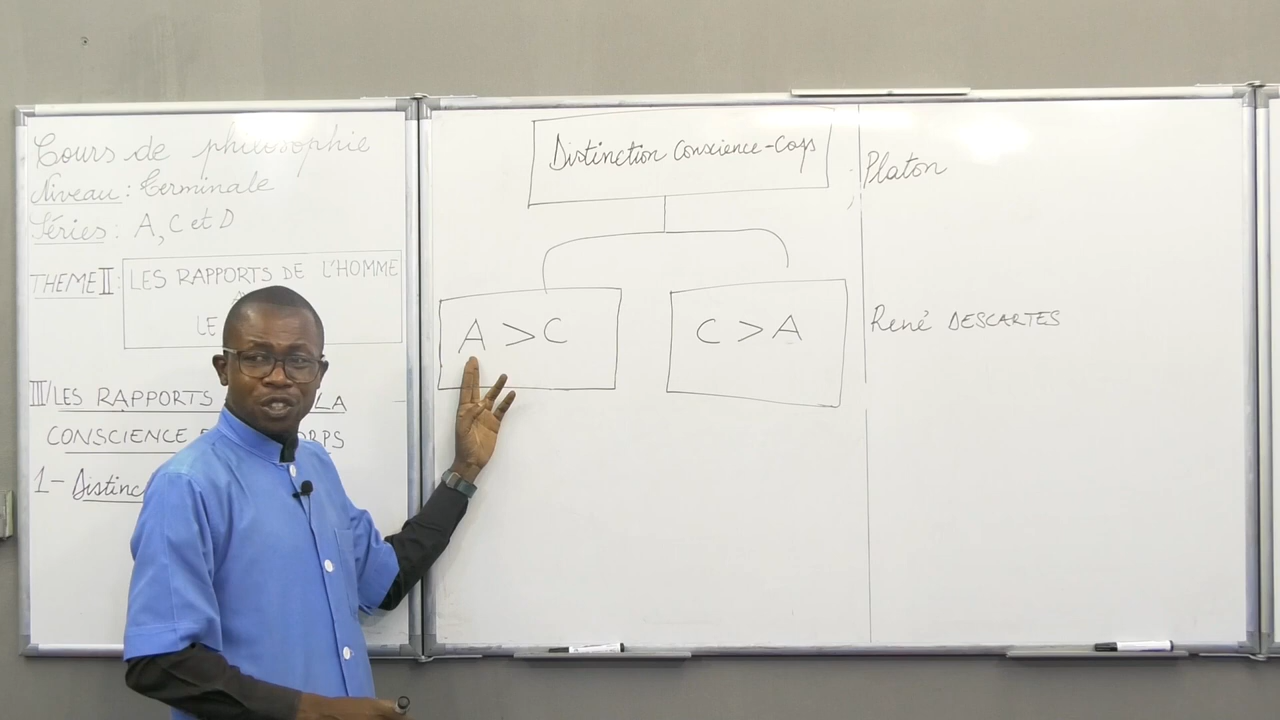 Cours de philosophie
Niveau : Terminale
Séries : A, C et D
THEME II : LES RAPPORTS DE L'HOMME
LE
III/ LES RAPPORTS LA
CONSCIENCE
1- Distinc
Distinction Conscience-Corps
A > C
C > A
Platon
René DESCARTES